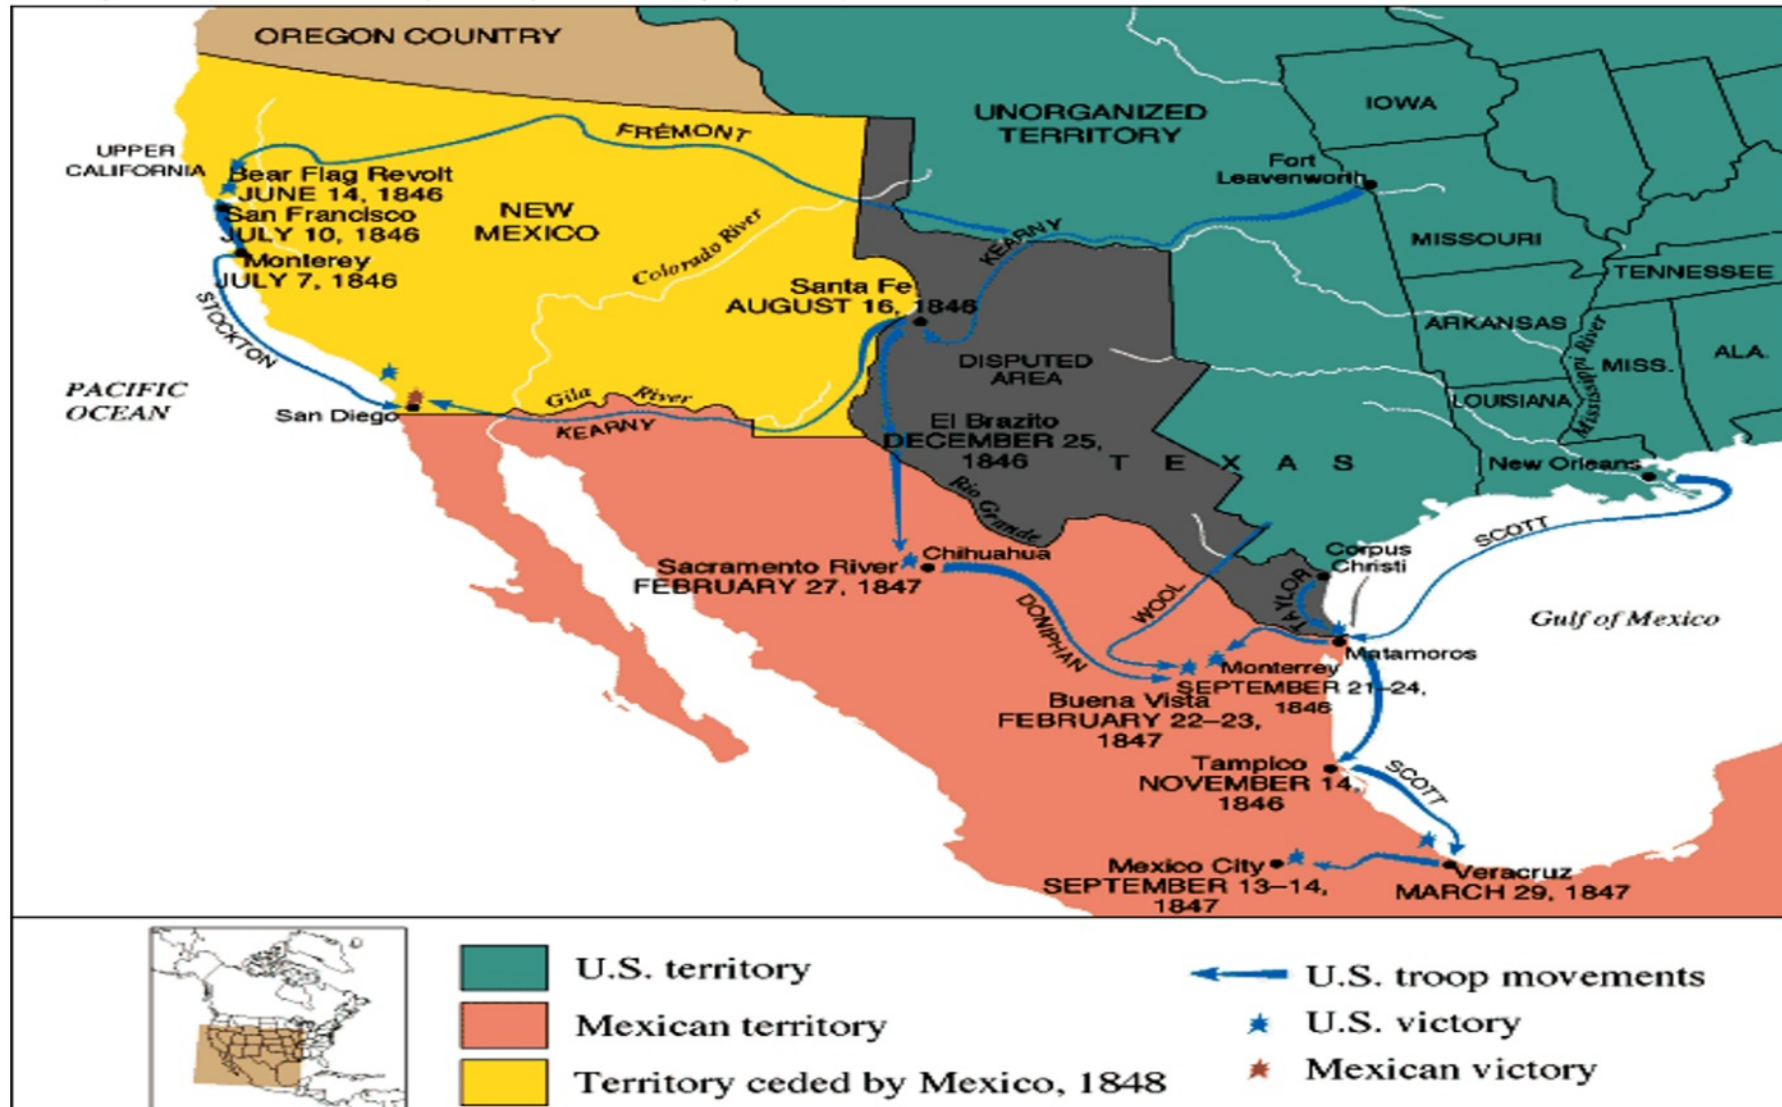 OREGON COUNTRY
UNORGANIZED
TERRITORY
IOWA
FRÉMONT
UPPER
CALIFORNIA
Bear Flag Revolt
JUNE 14, 1846
San Francisco
JULY 10, 1846
Monterey
JULY 7, 1846
NEW
MEXICO
Colorado River
Fort
Leavenworth
KEARNY
MISSOURI
TENNESSEE
Santa Fe
AUGUST 16, 1846
STOCKTON
ARKANSAS
Mississippi River
MISS.
ALA.
DISPUTED
AREA
PACIFIC
OCEAN
San Diego
Gila River
KEARNY
LOUISIANA
El Brazito
DECEMBER 25,
1846
TEXAS
New Orleans
Rio Grande
SCOTT
Sacramento River
FEBRUARY 27, 1847
Chihuahua
Corpus
Christi
TAYLOR
WOOL
DONIPHAN
Gulf of Mexico
Matamoros
Monterrey
SEPTEMBER 21–24,
1846
Buena Vista
FEBRUARY 22–23,
1847
Tampico
NOVEMBER 14,
1846
SCOTT
Mexico City
SEPTEMBER 13–14,
1847
Veracruz
MARCH 29, 1847
U.S. territory
Mexican territory
Territory ceded by Mexico, 1848
U.S. troop movements
U.S. victory
Mexican victory